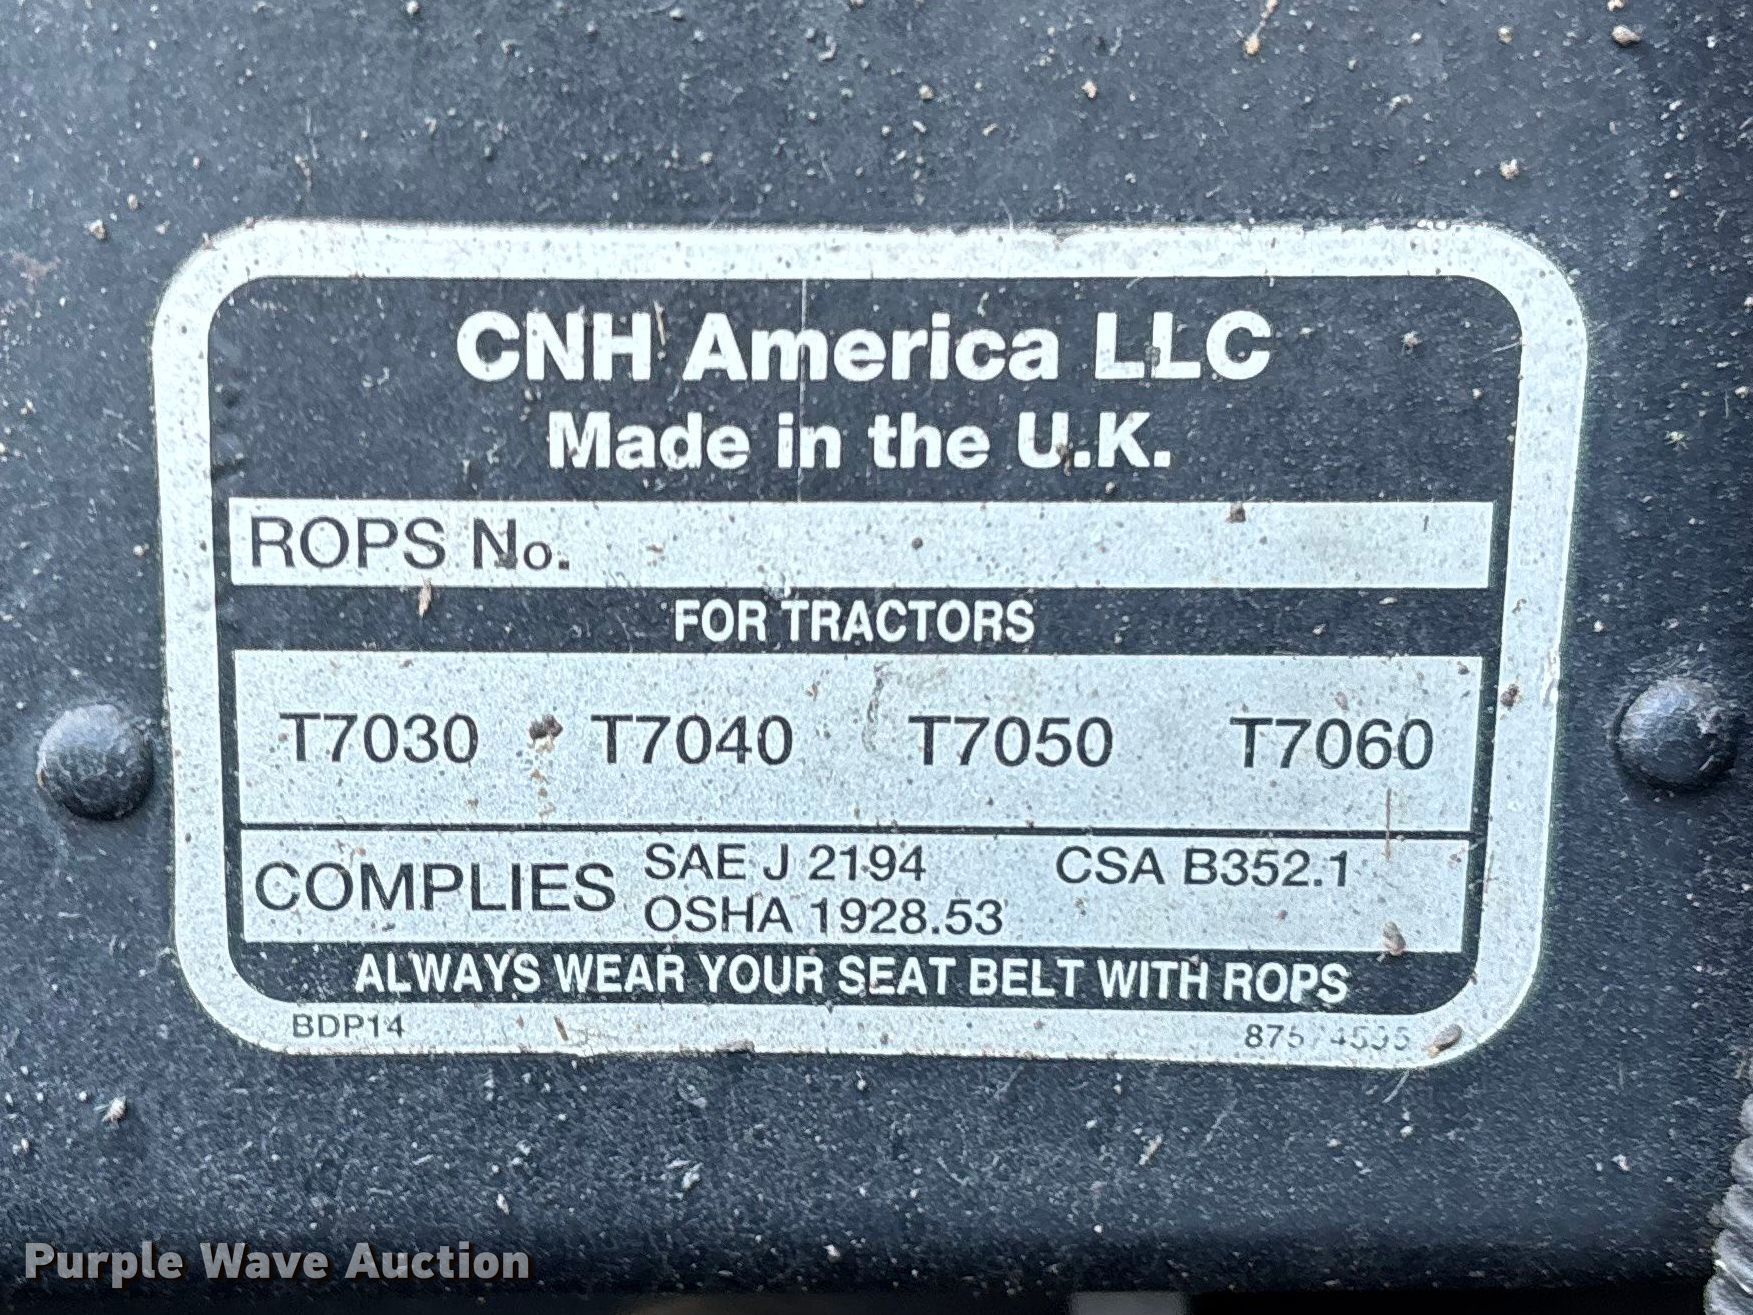 CNH America LLC
Made in the U.K.
ROPS No.
FOR TRACTORS
T7030 T7040 T7050 T7060
COMPLIES SAE J 2194 CSA B352.1
OSHA 1928.53
ALWAYS WEAR YOUR SEAT BELT WITH ROPS
BDP14
Purple Wave Auction